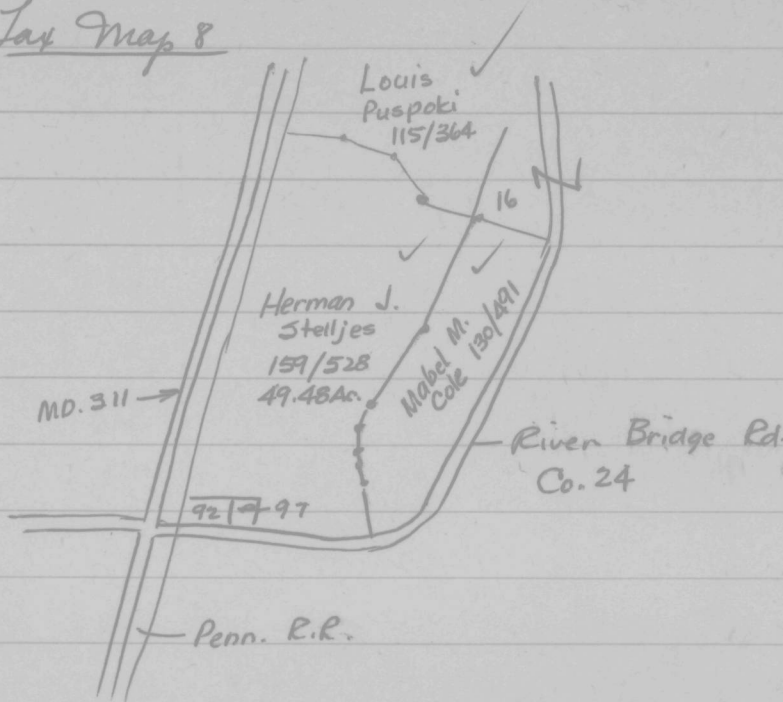 Tax Map 8
Louis
Puspoki
115/364
16
Herman J.
Stelljes
159/528
49.48Ac.
Mabel M.
Cole 130/491
MD. 311
River Bridge Rd.
Co. 24
92 97
Penn. R.R.